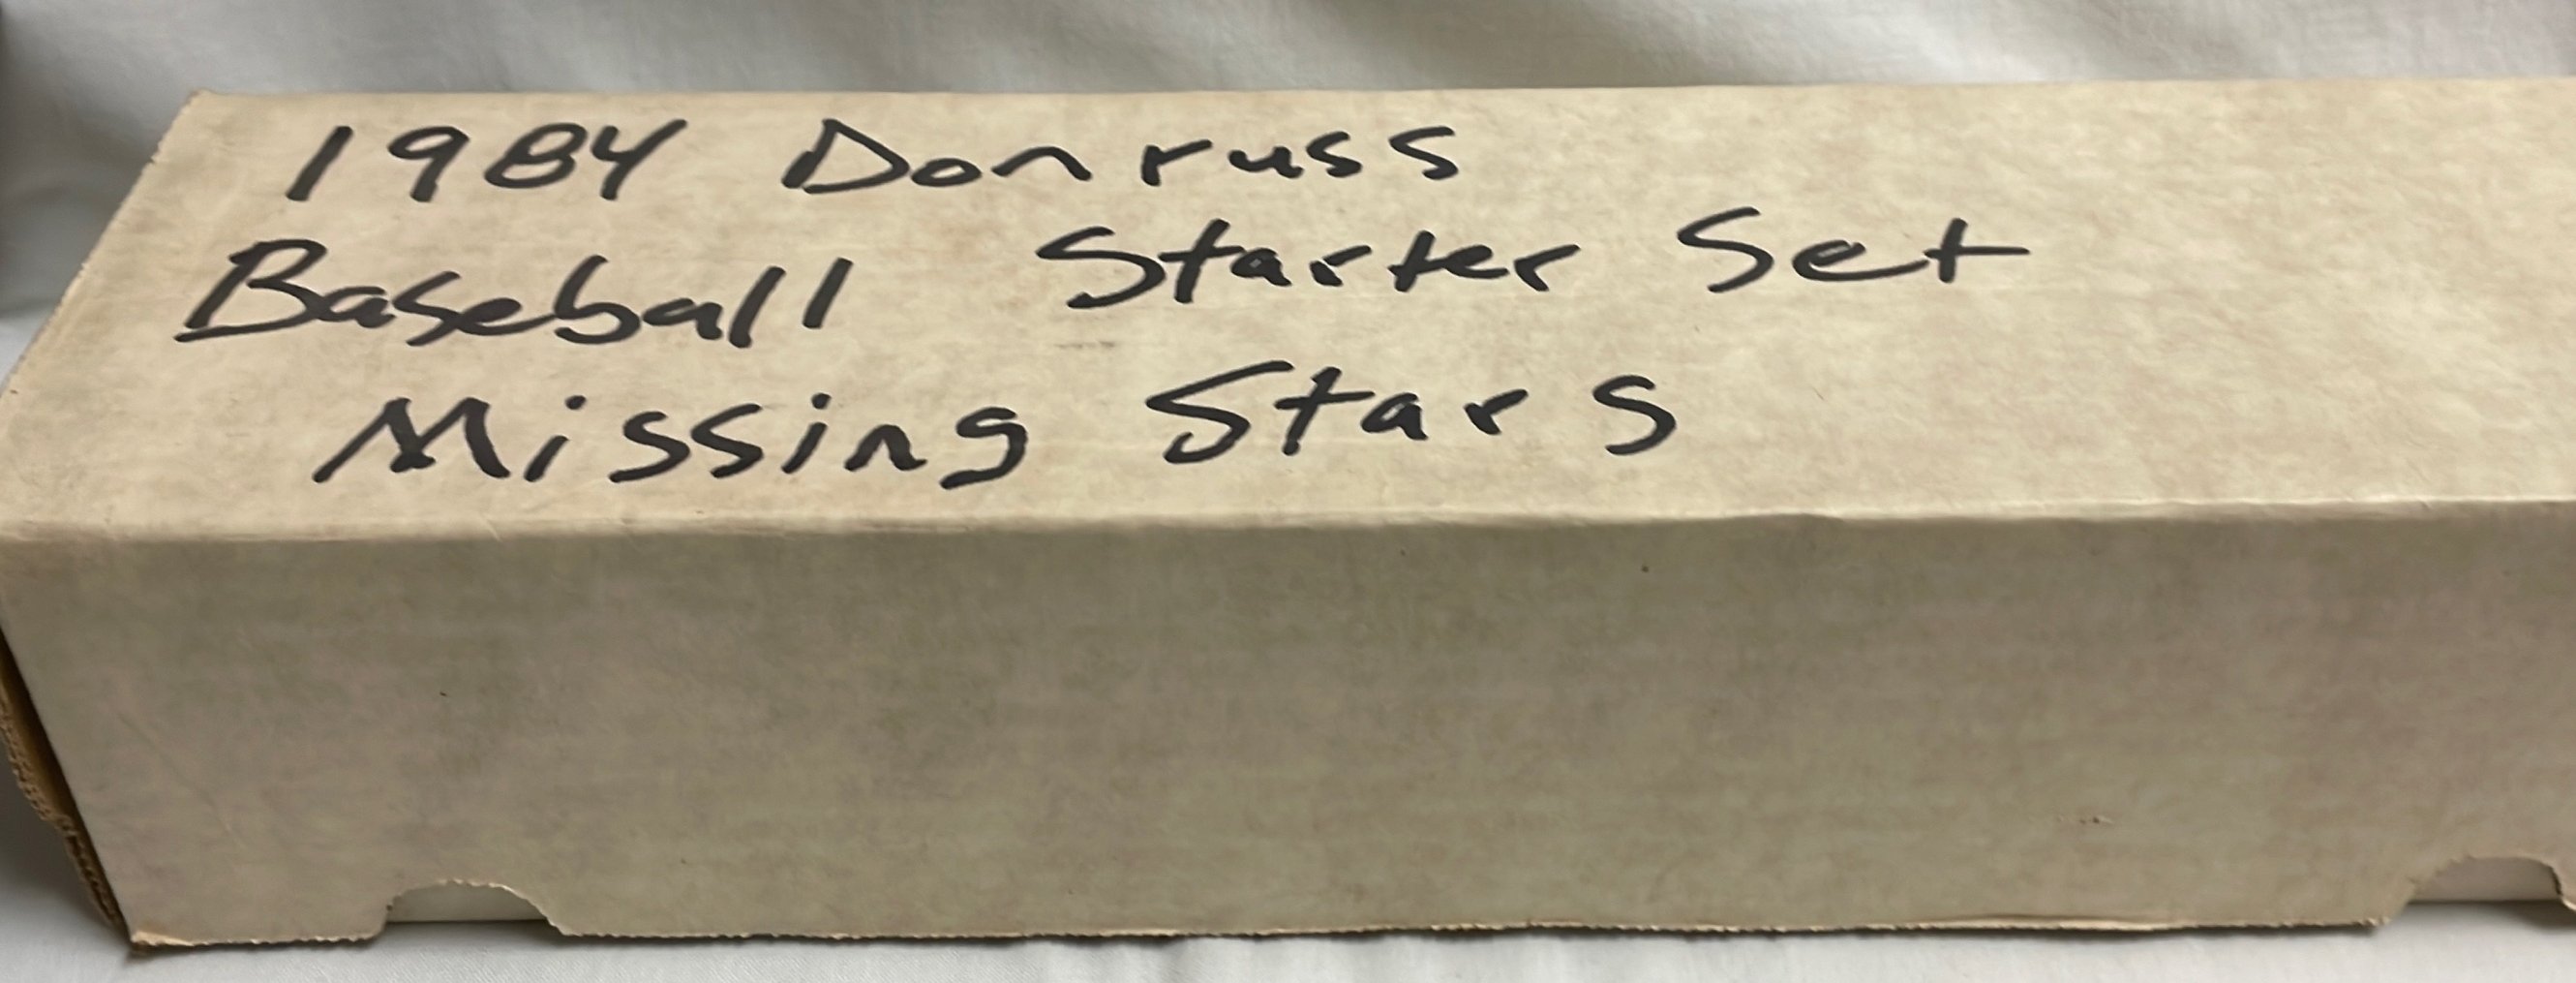 1984 Donruss
Baseball Starter Set
Missing Stars